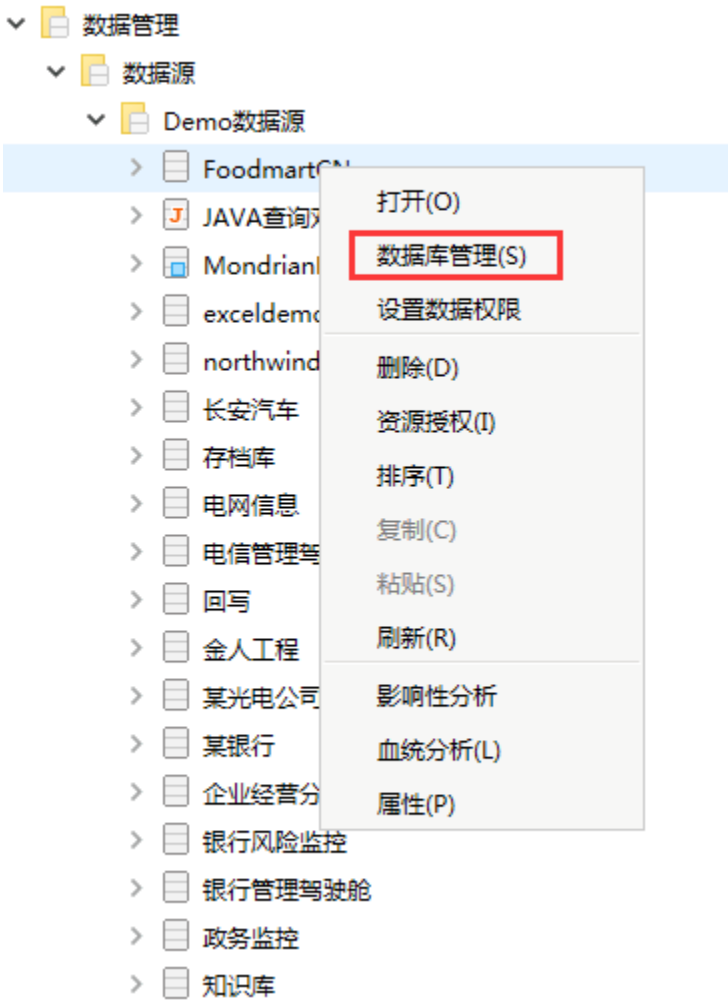 数据管理
数据源
Demo数据源
FoodmartCN
JAVA查询
Mondrian
exceldemo
northwind
长安汽车
存档库
电网信息
电信管理驾
回写
金人工程
某光电公司
某银行
企业经营分
银行风险监控
银行管理驾驶舱
政务监控
知识库
打开(O)
数据库管理(S)
设置数据权限
删除(D)
资源授权(I)
排序(T)
复制(C)
粘贴(S)
刷新(R)
影响性分析
血统分析(L)
属性(P)